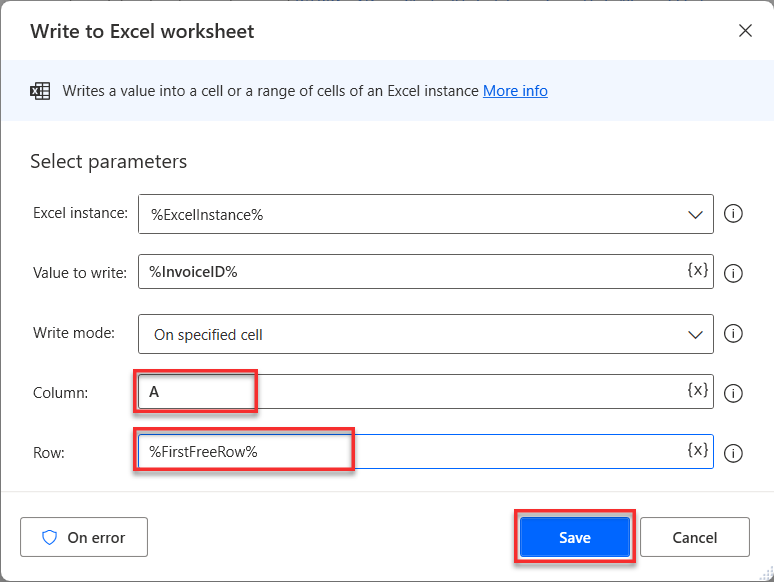 Write to Excel worksheet
Writes a value into a cell or a range of cells of an Excel instance More info
Select parameters
Excel instance: %ExcelInstance%
Value to write: %InvoiceID% {x}
Write mode: On specified cell
Column: A {x}
Row: %FirstFreeRow% {x}
On error Save Cancel